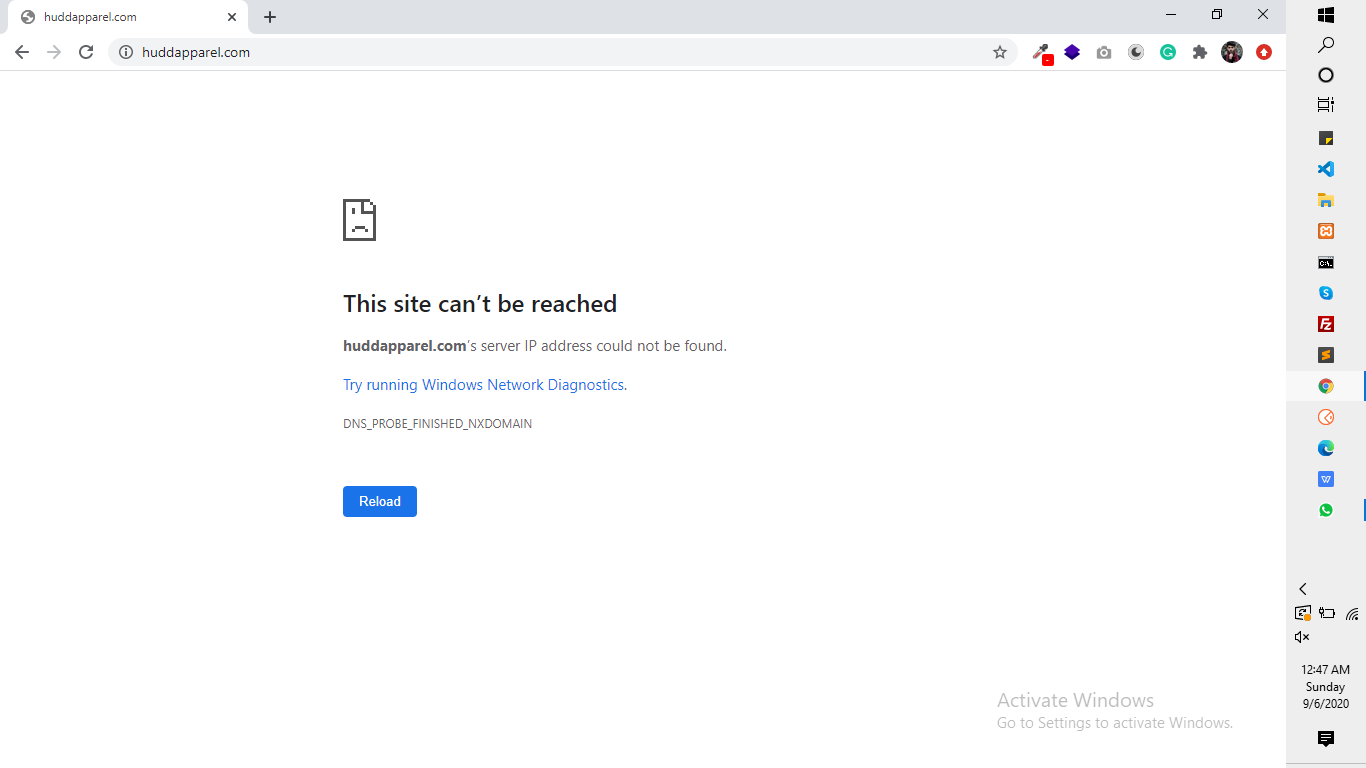 huddapparel.com
huddapparel.com
This site can't be reached
huddapparel.com's server IP address could not be found.
Try running Windows Network Diagnostics.
DNS_PROBE_FINISHED_NXDOMAIN
Reload
Activate Windows
Go to Settings to activate Windows.
12:47 AM
Sunday
9/6/2020